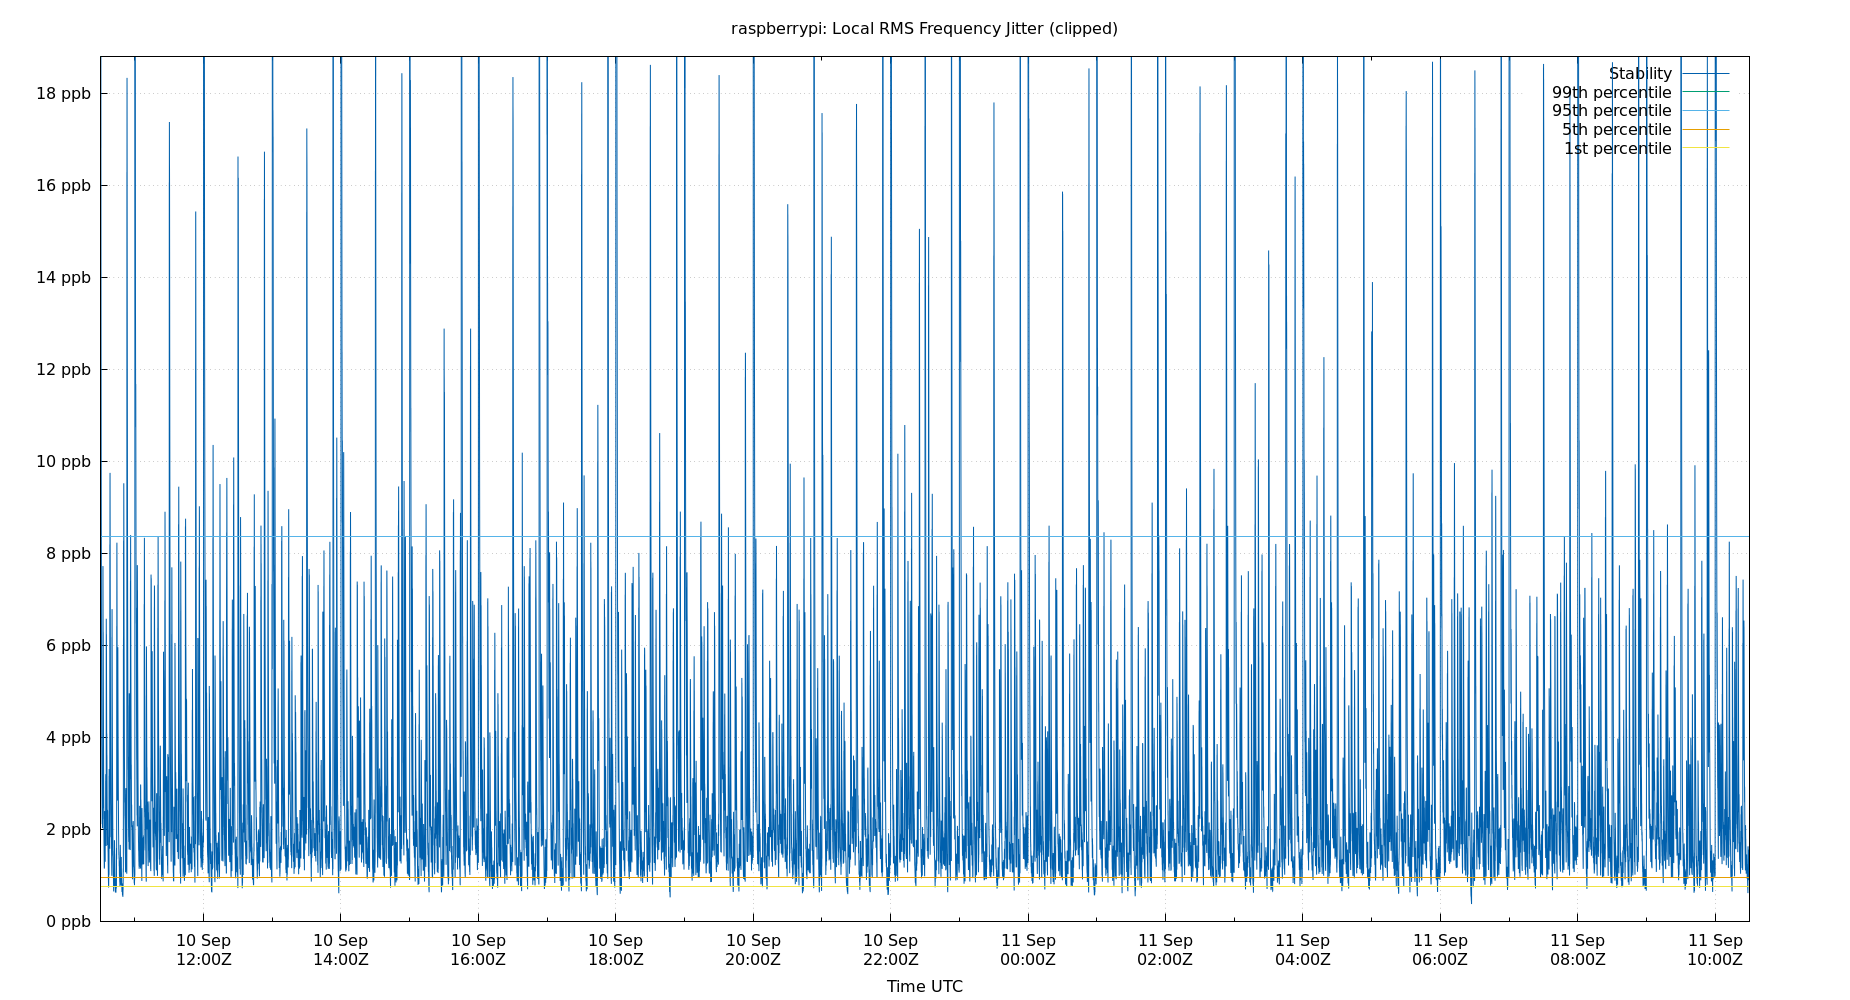 raspberrypi: Local RMS Frequency Jitter (clipped)
Stability
99th percentile
95th percentile
5th percentile
1st percentile
18 ppb
16 ppb
14 ppb
12 ppb
10 ppb
8 ppb
6 ppb
4 ppb
2 ppb
0 ppb
10 Sep 10 Sep 10 Sep 10 Sep 10 Sep 10 Sep 11 Sep 11 Sep 11 Sep 11 Sep 11 Sep 11 Sep
12:00Z 14:00Z 16:00Z 18:00Z 20:00Z 22:00Z 00:00Z 02:00Z 04:00Z 06:00Z 08:00Z 10:00Z
Time UTC